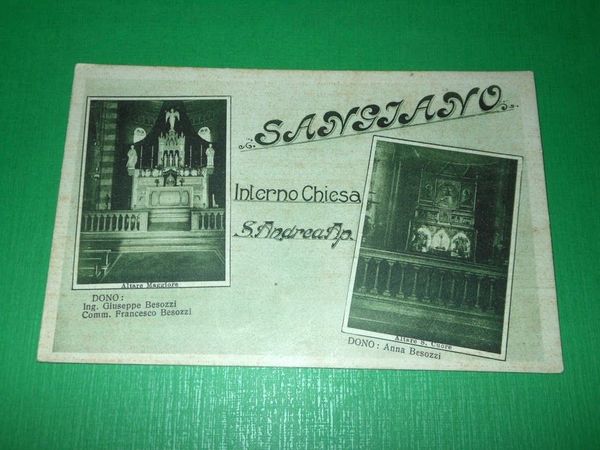 SANGIANO
Interno Chiesa
S. Andrea Ap.
Altare Maggiore
DONO :
Ing. Giuseppe Besozzi
Comm. Francesco Besozzi
Altare S. Cuore
DONO : Anna Besozzi